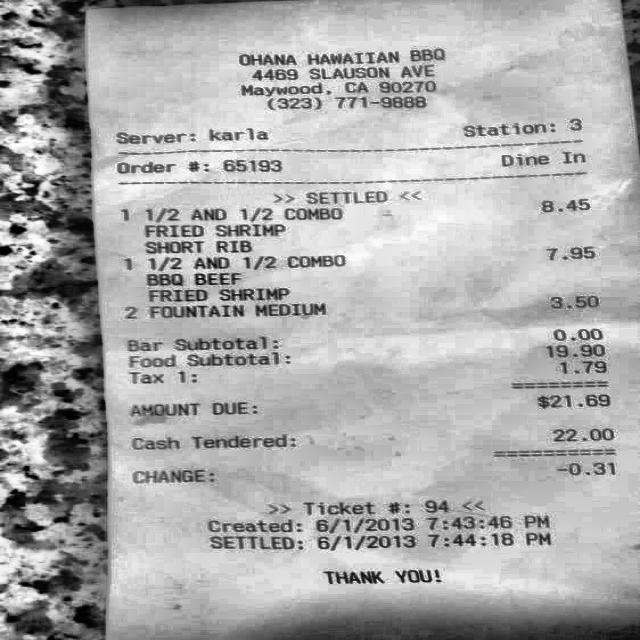 OHANA HAWAIIAN BBQ
4469 SLAUSON AVE
Maywood, CA 90270
(323) 771-9888
Server: karla Station: 3
Order #: 65193 Dine In
>> SETTLED <<
1 1/2 AND 1/2 COMBO 8.45
FRIED SHRIMP
SHORT RIB
1 1/2 AND 1/2 COMBO 7.95
BBQ BEEF
FRIED SHRIMP
2 FOUNTAIN MEDIUM 3.50
Bar Subtotal: 0.00
Food Subtotal: 19.90
Tax 1: 1.79
========
AMOUNT DUE: $21.69
Cash Tendered: 22.00
==========
CHANGE: -0.31
>> Ticket #: 94 <<
Created: 6/1/2013 7:43:46 PM
SETTLED: 6/1/2013 7:44:18 PM
THANK YOU!